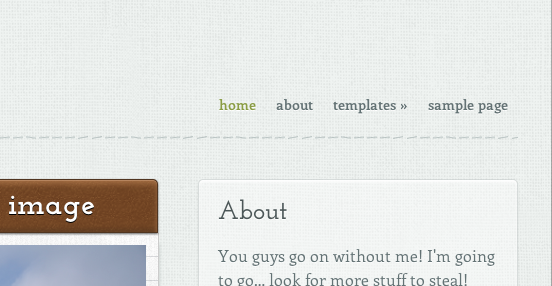 home about templates » sample page
image
About
You guys go on without me! I'm going
to go... look for more stuff to steal!